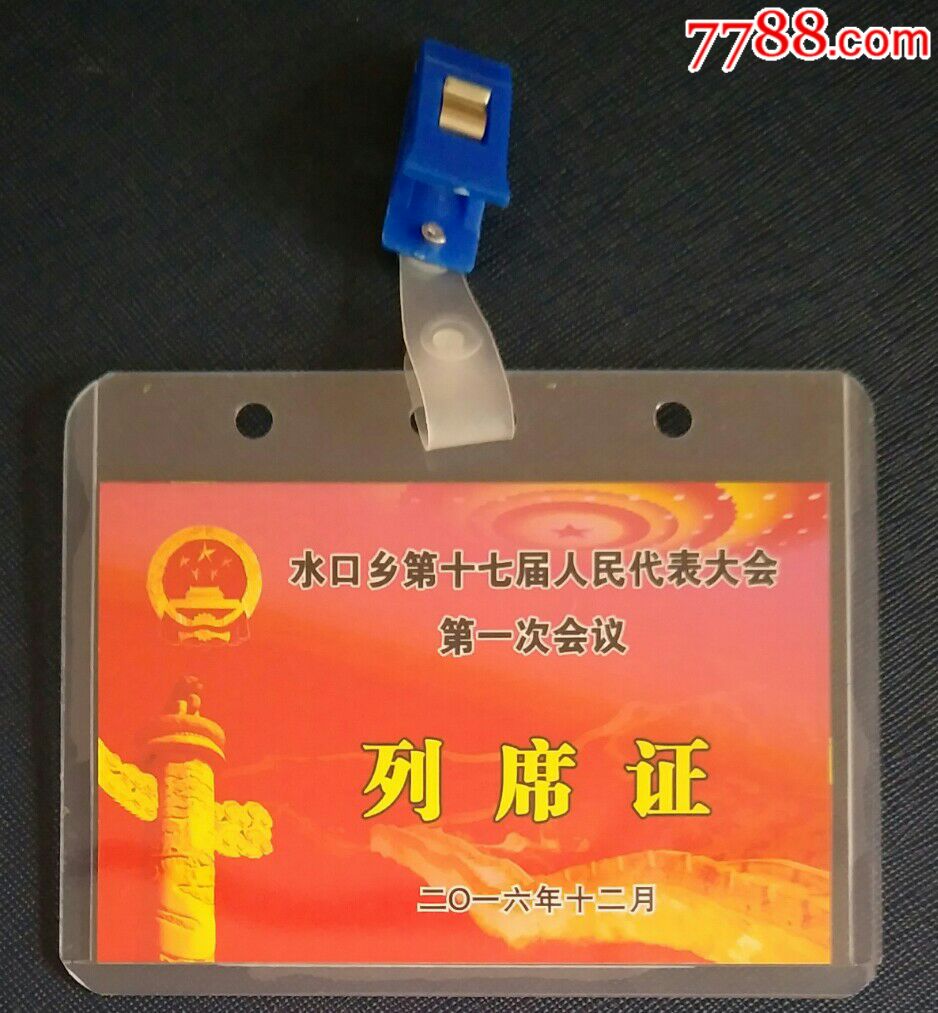 7788.com
水口乡第十七届人民代表大会
第一次会议
列席证
二〇一六年十二月